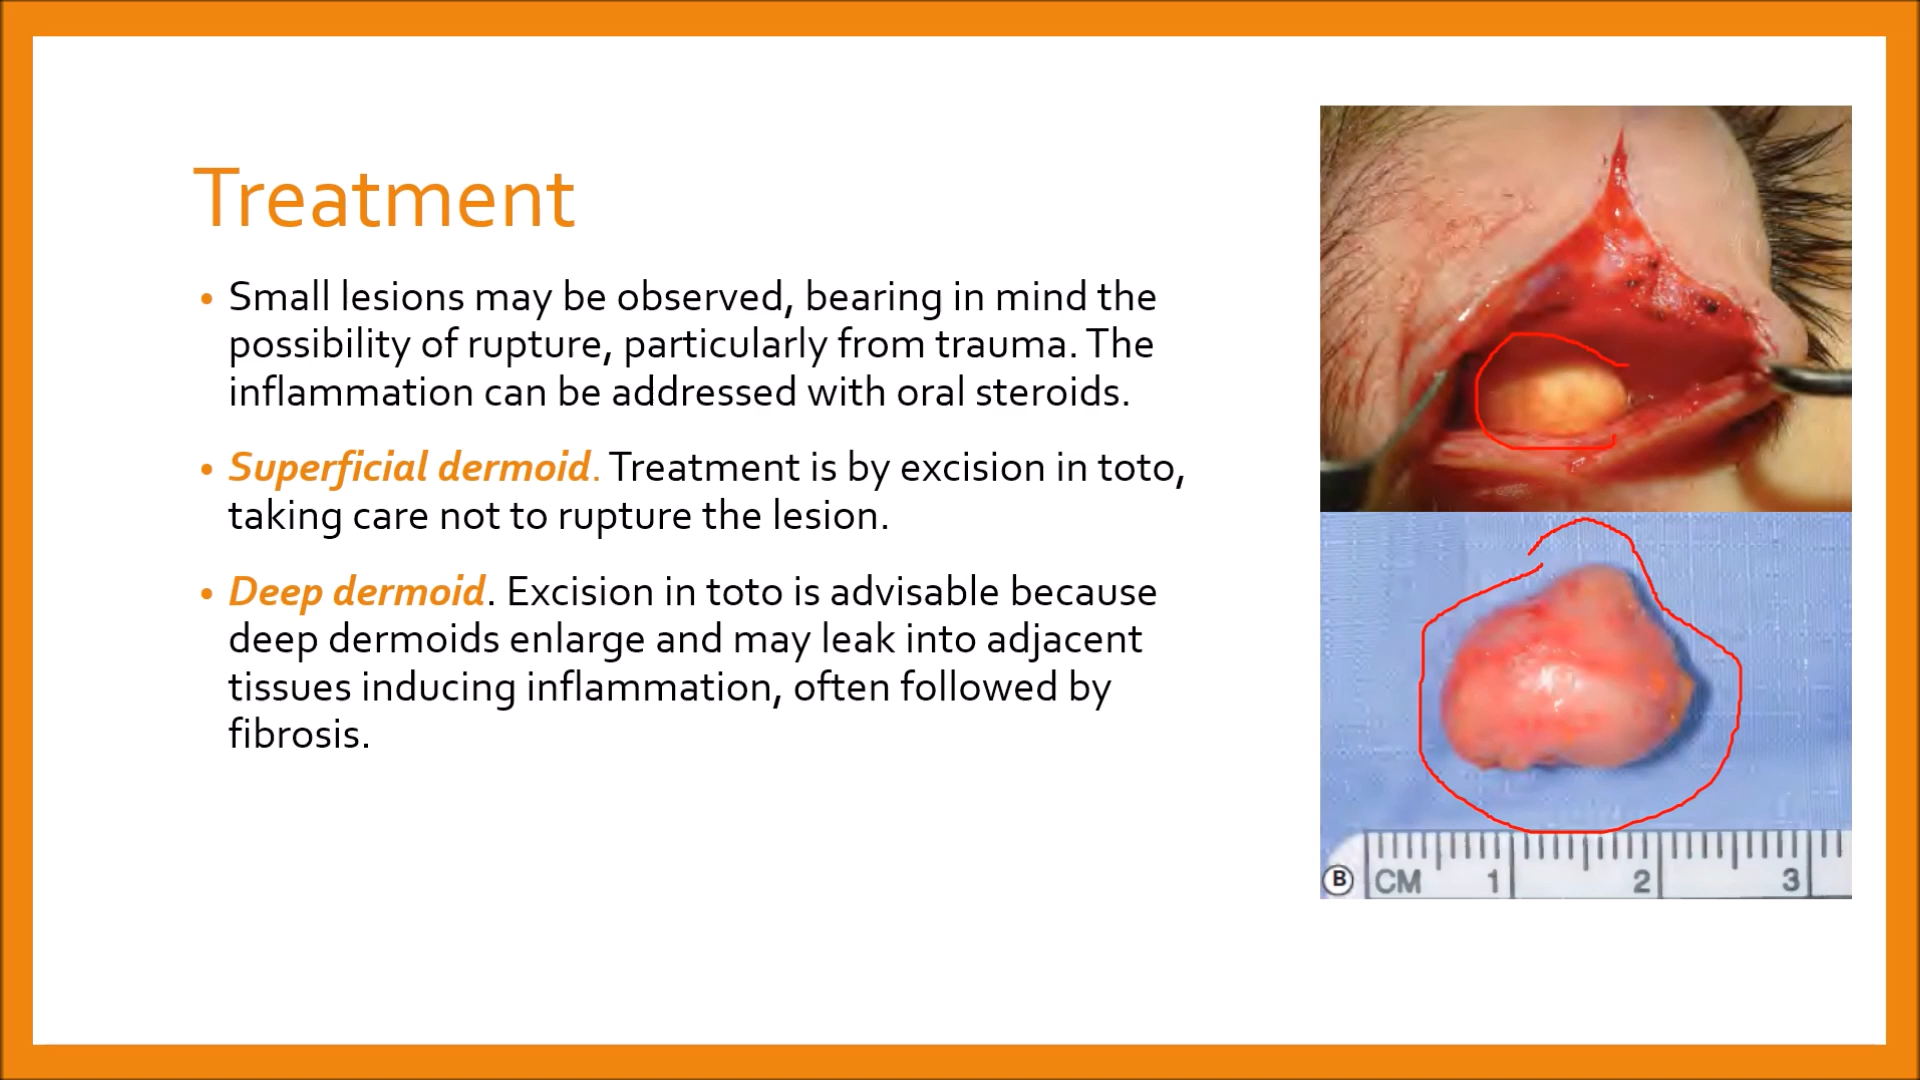 Treatment
• Small lesions may be observed, bearing in mind the
possibility of rupture, particularly from trauma. The
inflammation can be addressed with oral steroids.
• Superficial dermoid. Treatment is by excision in toto,
taking care not to rupture the lesion.
• Deep dermoid. Excision in toto is advisable because
deep dermoids enlarge and may leak into adjacent
tissues inducing inflammation, often followed by
fibrosis.
B CM 1 2 3